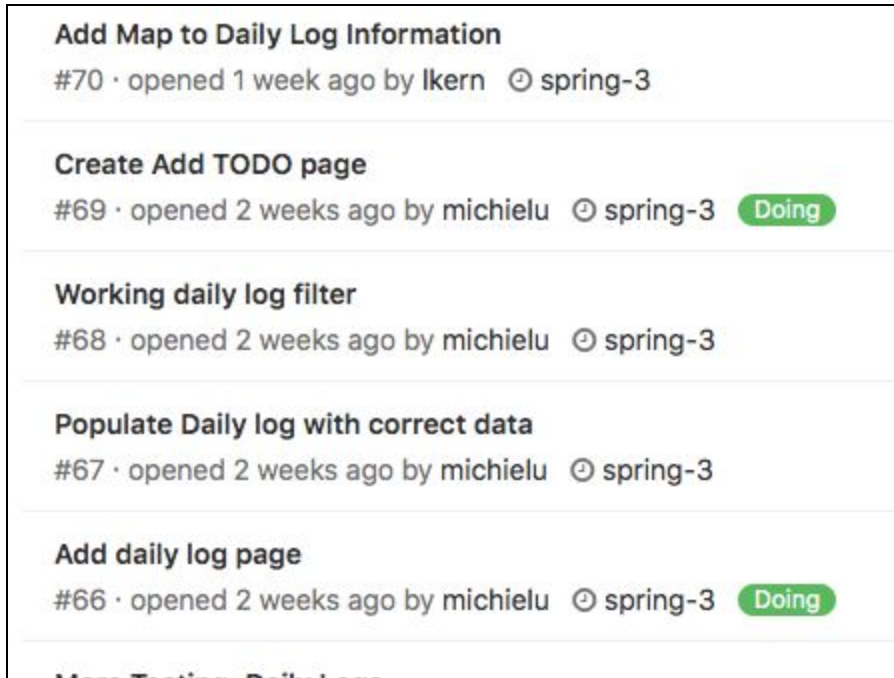 Add Map to Daily Log Information
#70 · opened 1 week ago by lkern spring-3
Create Add TODO page
#69 · opened 2 weeks ago by michielu spring-3 Doing
Working daily log filter
#68 · opened 2 weeks ago by michielu spring-3
Populate Daily log with correct data
#67 · opened 2 weeks ago by michielu spring-3
Add daily log page
#66 · opened 2 weeks ago by michielu spring-3 Doing